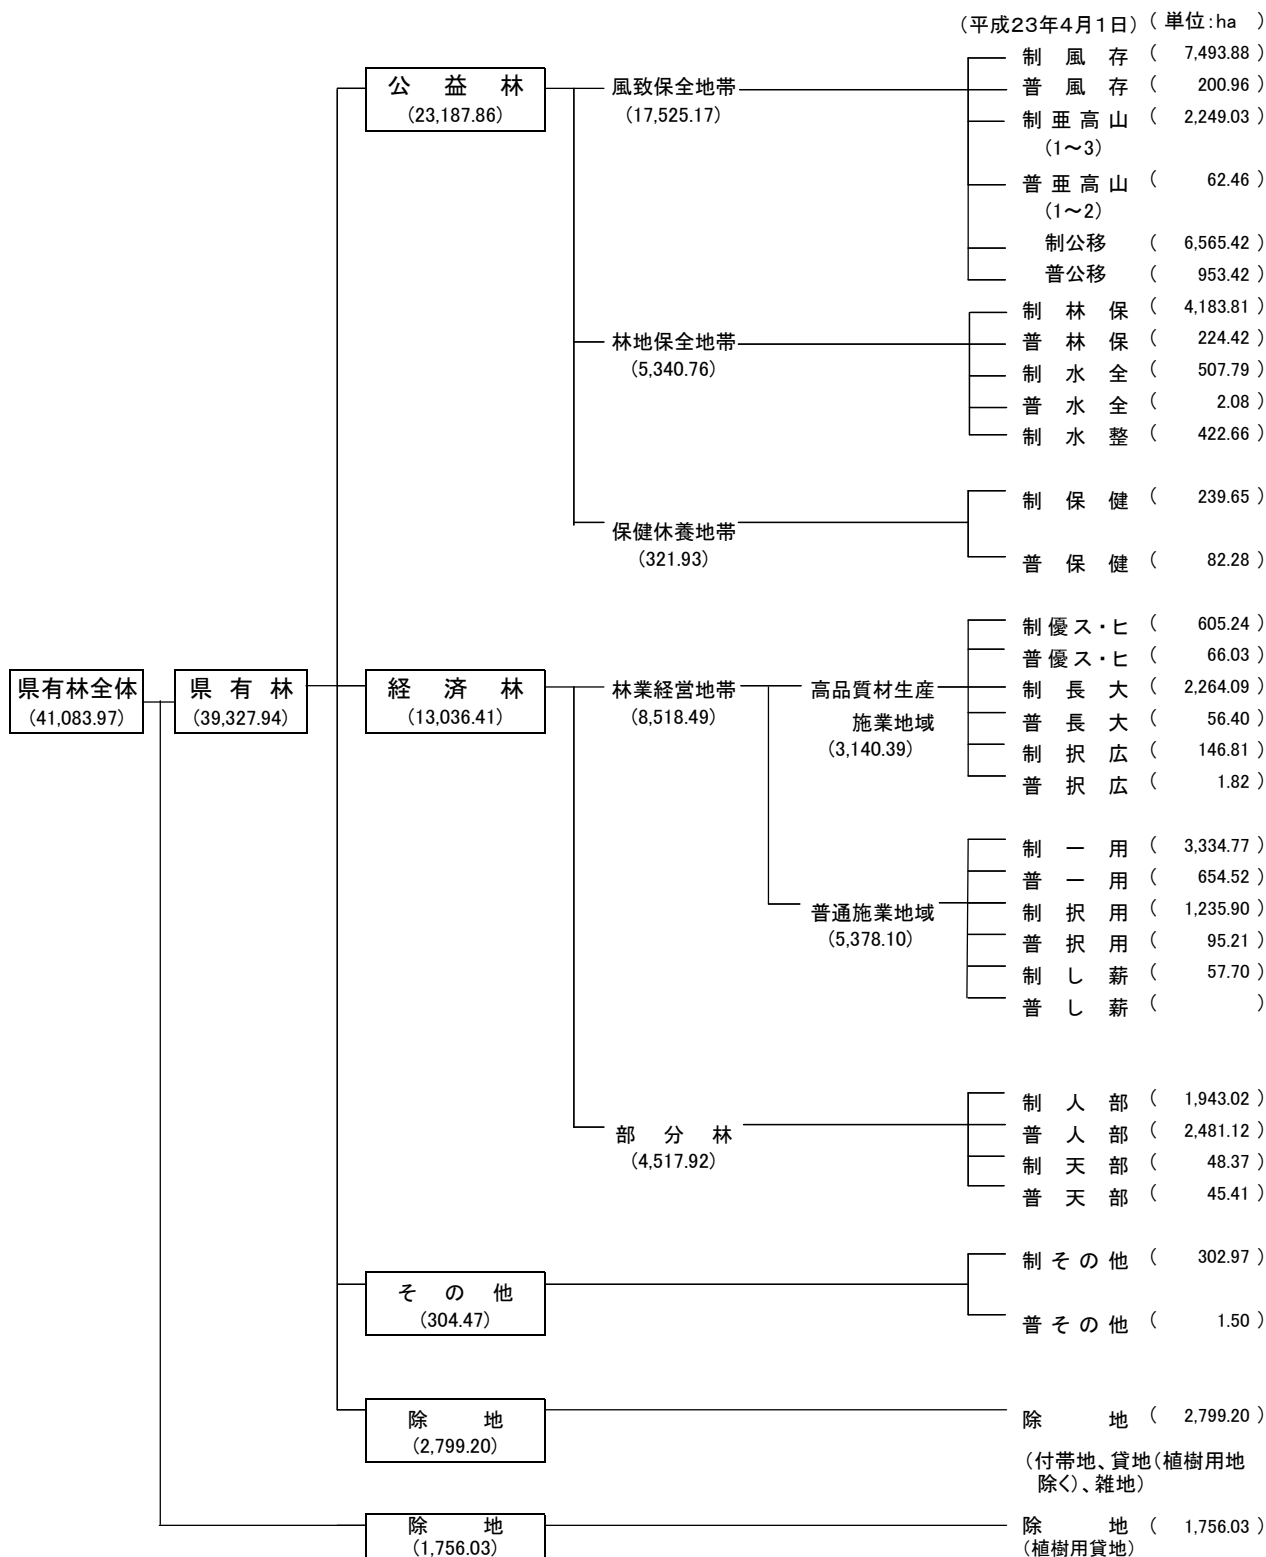 (平成23年4月1日) ( 単位:ha )
公益林
(23,187.86)
風致保全地帯
(17,525.17)
制風存 ( 7,493.88 )
普風存 ( 200.96 )
制亜高山 ( 2,249.03 )
(1～3)
普亜高山 ( 62.46 )
(1～2)
制公移 ( 6,565.42 )
普公移 ( 953.42 )
林地保全地帯
(5,340.76)
制林保 ( 4,183.81 )
普林保 ( 224.42 )
制水全 ( 507.79 )
普水全 ( 2.08 )
制水整 ( 422.66 )
保健休養地帯
(321.93)
制保健 ( 239.65 )
普保健 ( 82.28 )
県有林全体
(41,083.97)
県有林
(39,327.94)
経済林
(13,036.41)
林業経営地帯
(8,518.49)
高品質材生産
施業地域
(3,140.39)
制優ス・ヒ ( 605.24 )
普優ス・ヒ ( 66.03 )
制長大 ( 2,264.09 )
普長大 ( 56.40 )
制択広 ( 146.81 )
普択広 ( 1.82 )
普通施業地域
(5,378.10)
制一用 ( 3,334.77 )
普一用 ( 654.52 )
制択用 ( 1,235.90 )
普択用 ( 95.21 )
制し薪 ( 57.70 )
普し薪 ( )
部分林
(4,517.92)
制人部 ( 1,943.02 )
普人部 ( 2,481.12 )
制天部 ( 48.37 )
普天部 ( 45.41 )
その他
(304.47)
制その他 ( 302.97 )
普その他 ( 1.50 )
除地
(2,799.20)
除地 ( 2,799.20 )
(付帯地、貸地(植樹用地
除く)、雑地)
除地
(1,756.03)
除地 ( 1,756.03 )
(植樹用貸地)